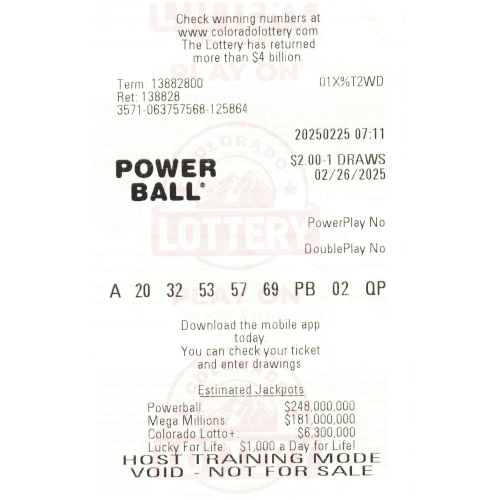 Check winning numbers at
www.coloradolottery.com
The Lottery has returned
more than $4 billion.
Term: 13882800 01X%T2WD
Ret: 138828
3571-063757568-125864
20250225 07:11
POWER $2.00-1 DRAWS
BALL® 02/26/2025
PowerPlay No
DoublePlay No
A 20 32 53 57 69 PB 02 QP
Download the mobile app
today.
You can check your ticket
and enter drawings
Estimated Jackpots
Powerball: $248,000,000
Mega Millions: $181,000,000
Colorado Lotto+: $6,300,000
Lucky For Life: $1,000 a Day for Life!
HOST TRAINING MODE
VOID - NOT FOR SALE
COLORADO
LOTTERY
PLAY ON